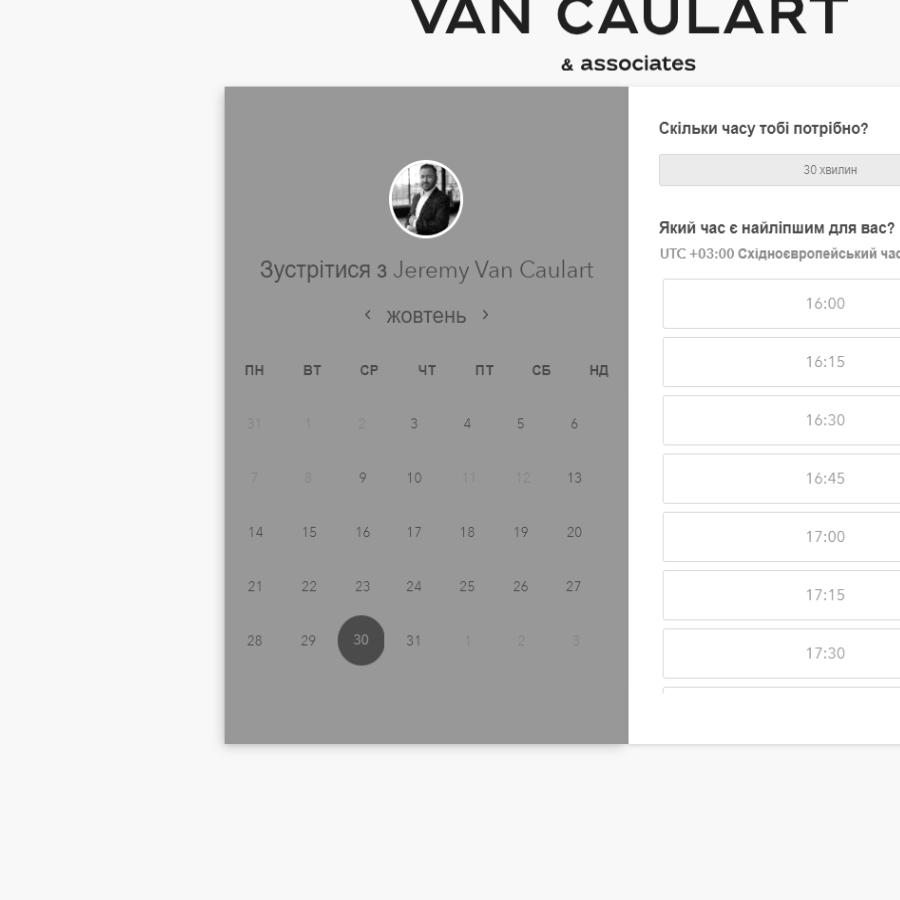 VAN CAULART
& associates
Зустрітися з Jeremy Van Caulart
‹ жовтень ›
ПН ВТ СР ЧТ ПТ СБ НД
31 1 2 3 4 5 6
7 8 9 10 11 12 13
14 15 16 17 18 19 20
21 22 23 24 25 26 27
28 29 30 31 1 2 3
Скільки часу тобі потрібно?
30 хвилин
Який час є найліпшим для вас?
UTC +03:00 Східноєвропейський час
16:00
16:15
16:30
16:45
17:00
17:15
17:30